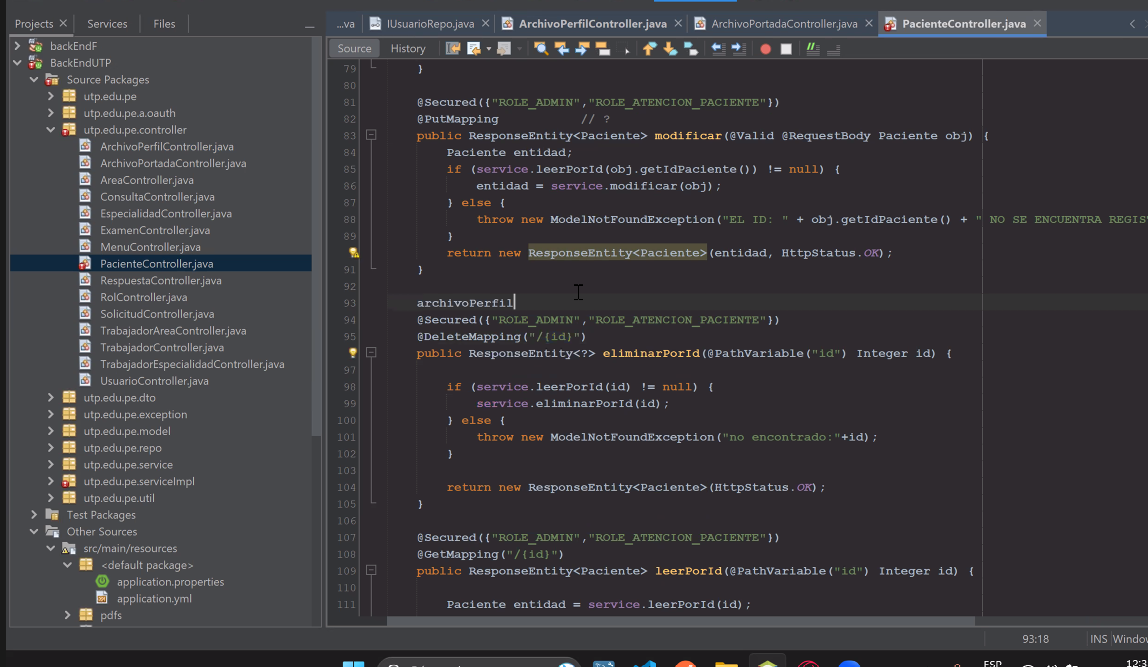 Projects
Services
Files
...va
IUsuarioRepo.java
ArchivoPerfilController.java
ArchivoPortadaController.java
PacienteController.java
Source
History
backEndF
BackEndUTP
Source Packages
utp.edu.pe
utp.edu.pe.a.oauth
utp.edu.pe.controller
ArchivoPerfilController.java
ArchivoPortadaController.java
AreaController.java
ConsultaController.java
EspecialidadController.java
ExamenController.java
MenuController.java
PacienteController.java
RespuestaController.java
RolController.java
SolicitudController.java
TrabajadorAreaController.java
TrabajadorController.java
TrabajadorEspecialidadController.java
UsuarioController.java
utp.edu.pe.dto
utp.edu.pe.exception
utp.edu.pe.model
utp.edu.pe.repo
utp.edu.pe.service
utp.edu.pe.serviceImpl
utp.edu.pe.util
Test Packages
Other Sources
src/main/resources
<default package>
application.properties
application.yml
pdfs
79 }
80
81 @Secured({"ROLE_ADMIN","ROLE_ATENCION_PACIENTE"})
82 @PutMapping // ?
83 public ResponseEntity<Paciente> modificar(@Valid @RequestBody Paciente obj) {
84 Paciente entidad;
85 if (service.leerPorId(obj.getIdPaciente()) != null) {
86 entidad = service.modificar(obj);
87 } else {
88 throw new ModelNotFoundException("EL ID: " + obj.getIdPaciente() + " NO SE ENCUENTRA REGIS
89 }
return new ResponseEntity<Paciente>(entidad, HttpStatus.OK);
91 }
92
93 archivoPerfil
94 @Secured({"ROLE_ADMIN","ROLE_ATENCION_PACIENTE"})
95 @DeleteMapping("/{id}")
public ResponseEntity<?> eliminarPorId(@PathVariable("id") Integer id) {
97
98 if (service.leerPorId(id) != null) {
99 service.eliminarPorId(id);
100 } else {
101 throw new ModelNotFoundException("no encontrado:"+id);
102 }
103
104 return new ResponseEntity<Paciente>(HttpStatus.OK);
105 }
106
107 @Secured({"ROLE_ADMIN","ROLE_ATENCION_PACIENTE"})
108 @GetMapping("/{id}")
109 public ResponseEntity<Paciente> leerPorId(@PathVariable("id") Integer id) {
110
111 Paciente entidad = service.leerPorId(id);
93:18
INS
Windo
ESP